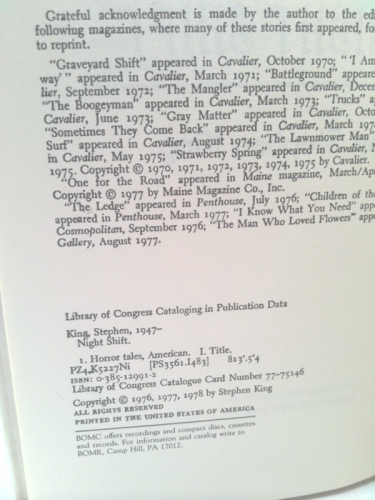 Grateful acknowledgment is made by the author to the edi
following magazines, where many of these stories first appeared, for
to reprint.
"Graveyard Shift" appeared in Cavalier, October 1970; "'I Am
way'" appeared in Cavalier, March 1971; "Battleground" appeare
lier, September 1972; "The Mangler" appeared in Cavalier, Decem
"The Boogeyman" appeared in Cavalier, March 1973; "Trucks" a
Cavalier, June 1973; "Gray Matter" appeared in Cavalier, Octo
"Sometimes They Come Back" appeared in Cavalier, March 197
Surf" appeared in Cavalier, August 1974; "The Lawnmower Man"
in Cavalier, May 1975; "Strawberry Spring" appeared in Cavalier, N
1975. Copyright © 1970, 1971, 1972, 1973, 1974, 1975 by Cavalier.
"One for the Road" appeared in Maine magazine, March/Apr
Copyright © 1977 by Maine Magazine Co., Inc.
"The Ledge" appeared in Penthouse, July 1976; "Children of the
appeared in Penthouse, March 1977; "I Know What You Need" appe
Cosmopolitan, September 1976; "The Man Who Loved Flowers" appe
Gallery, August 1977.
Library of Congress Cataloging in Publication Data
King, Stephen, 1947–
Night Shift.
1. Horror tales, American. I. Title.
PZ4.K5227Ni [PS3561.I483] 813'.5'4
ISBN: 0-385-12991-2
Library of Congress Catalogue Card Number 77-75146
Copyright © 1976, 1977, 1978 by Stephen King
ALL RIGHTS RESERVED
PRINTED IN THE UNITED STATES OF AMERICA
BOMC offers recordings and compact discs, cassettes
and records. For information and catalog write to
BOMR, Camp Hill, PA 17012.